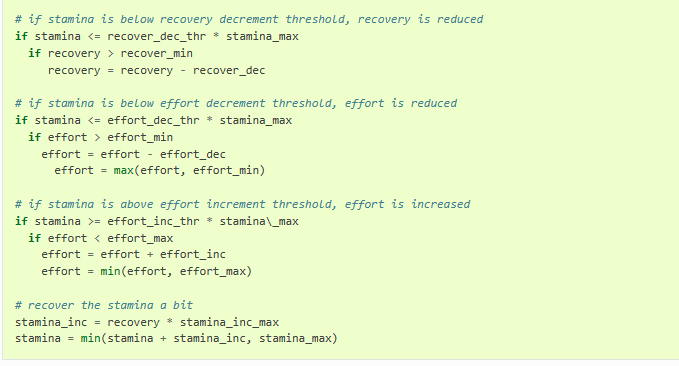 # if stamina is below recovery decrement threshold, recovery is reduced
if stamina <= recover_dec_thr * stamina_max
  if recovery > recover_min
     recovery = recovery - recover_dec

# if stamina is below effort decrement threshold, effort is reduced
if stamina <= effort_dec_thr * stamina_max
  if effort > effort_min
    effort = effort - effort_dec
      effort = max(effort, effort_min)

# if stamina is above effort increment threshold, effort is increased
if stamina >= effort_inc_thr * stamina\_max
  if effort < effort_max
    effort = effort + effort_inc
    effort = min(effort, effort_max)

# recover the stamina a bit
stamina_inc = recovery * stamina_inc_max
stamina = min(stamina + stamina_inc, stamina_max)